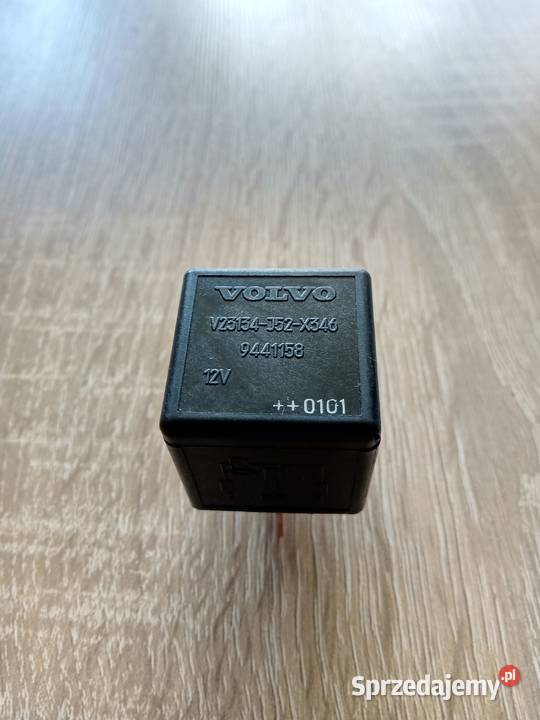 VOLVO
V23134-J52-X346
9441158
12V
++0101
Sprzedajemy.pl